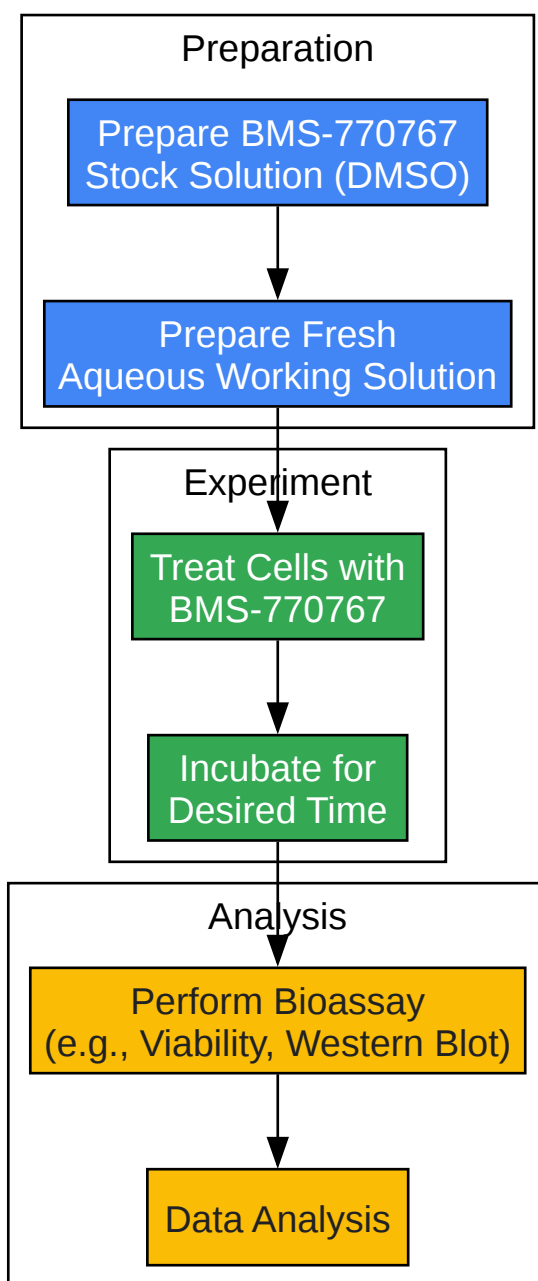 Preparation
Prepare BMS-770767
Stock Solution (DMSO)
Prepare Fresh
Aqueous Working Solution
Experiment
Treat Cells with
BMS-770767
Incubate for
Desired Time
Analysis
Perform Bioassay
(e.g., Viability, Western Blot)
Data Analysis